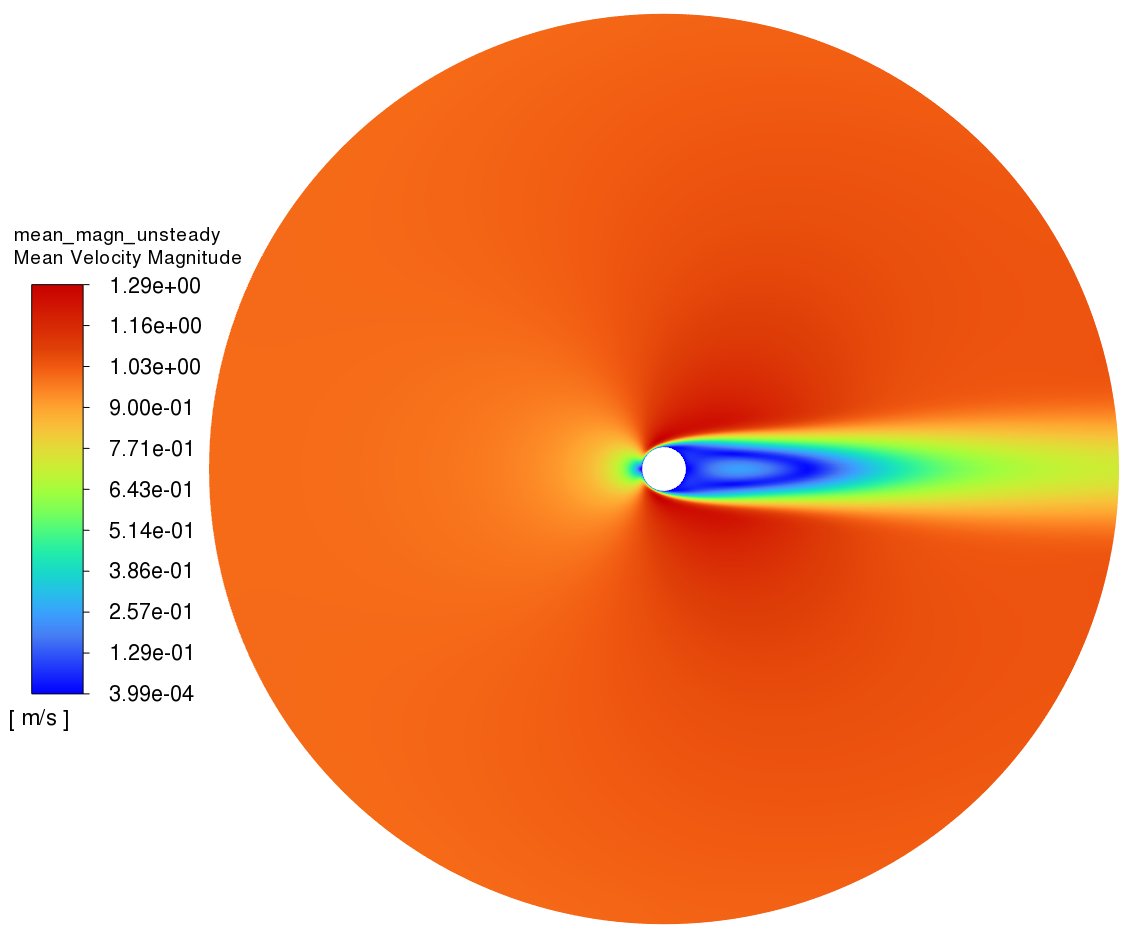 mean_magn_unsteady
Mean Velocity Magnitude
1.29e+00
1.16e+00
1.03e+00
9.00e-01
7.71e-01
6.43e-01
5.14e-01
3.86e-01
2.57e-01
1.29e-01
3.99e-04
[ m/s ]